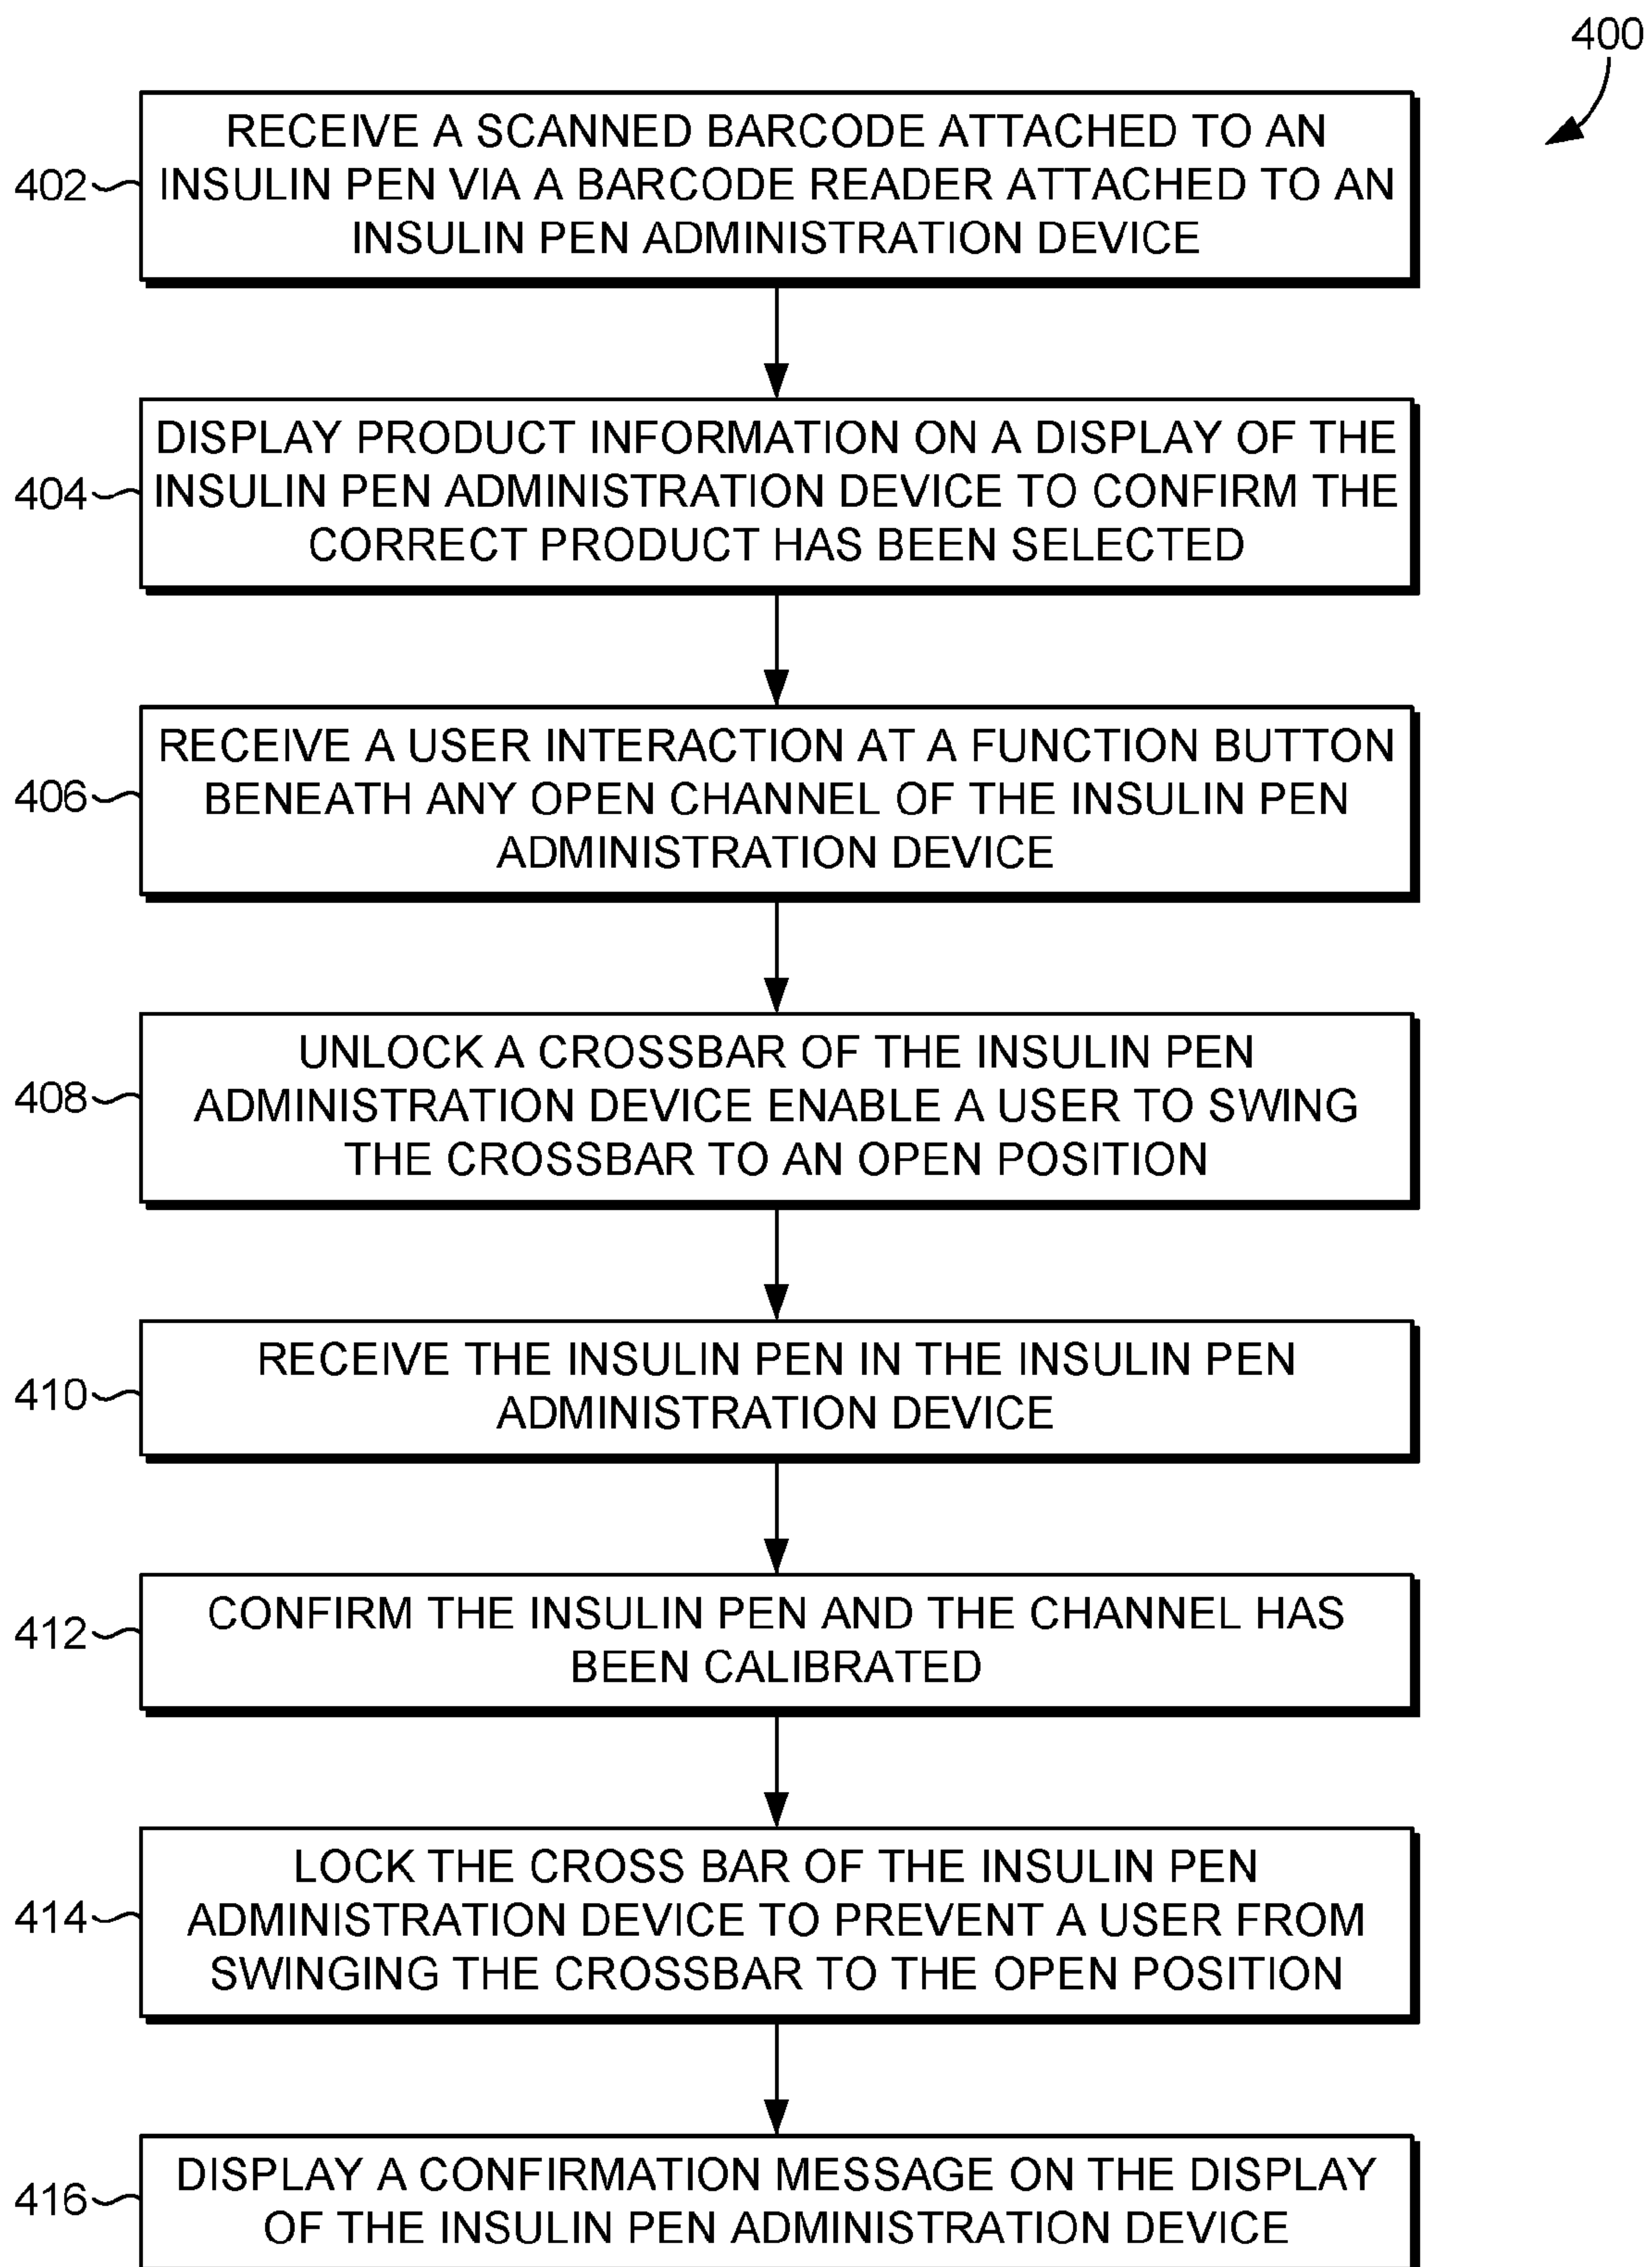 400
402
RECEIVE A SCANNED BARCODE ATTACHED TO AN
INSULIN PEN VIA A BARCODE READER ATTACHED TO AN
INSULIN PEN ADMINISTRATION DEVICE
404
DISPLAY PRODUCT INFORMATION ON A DISPLAY OF THE
INSULIN PEN ADMINISTRATION DEVICE TO CONFIRM THE
CORRECT PRODUCT HAS BEEN SELECTED
406
RECEIVE A USER INTERACTION AT A FUNCTION BUTTON
BENEATH ANY OPEN CHANNEL OF THE INSULIN PEN
ADMINISTRATION DEVICE
408
UNLOCK A CROSSBAR OF THE INSULIN PEN
ADMINISTRATION DEVICE ENABLE A USER TO SWING
THE CROSSBAR TO AN OPEN POSITION
410
RECEIVE THE INSULIN PEN IN THE INSULIN PEN
ADMINISTRATION DEVICE
412
CONFIRM THE INSULIN PEN AND THE CHANNEL HAS
BEEN CALIBRATED
414
LOCK THE CROSS BAR OF THE INSULIN PEN
ADMINISTRATION DEVICE TO PREVENT A USER FROM
SWINGING THE CROSSBAR TO THE OPEN POSITION
416
DISPLAY A CONFIRMATION MESSAGE ON THE DISPLAY
OF THE INSULIN PEN ADMINISTRATION DEVICE